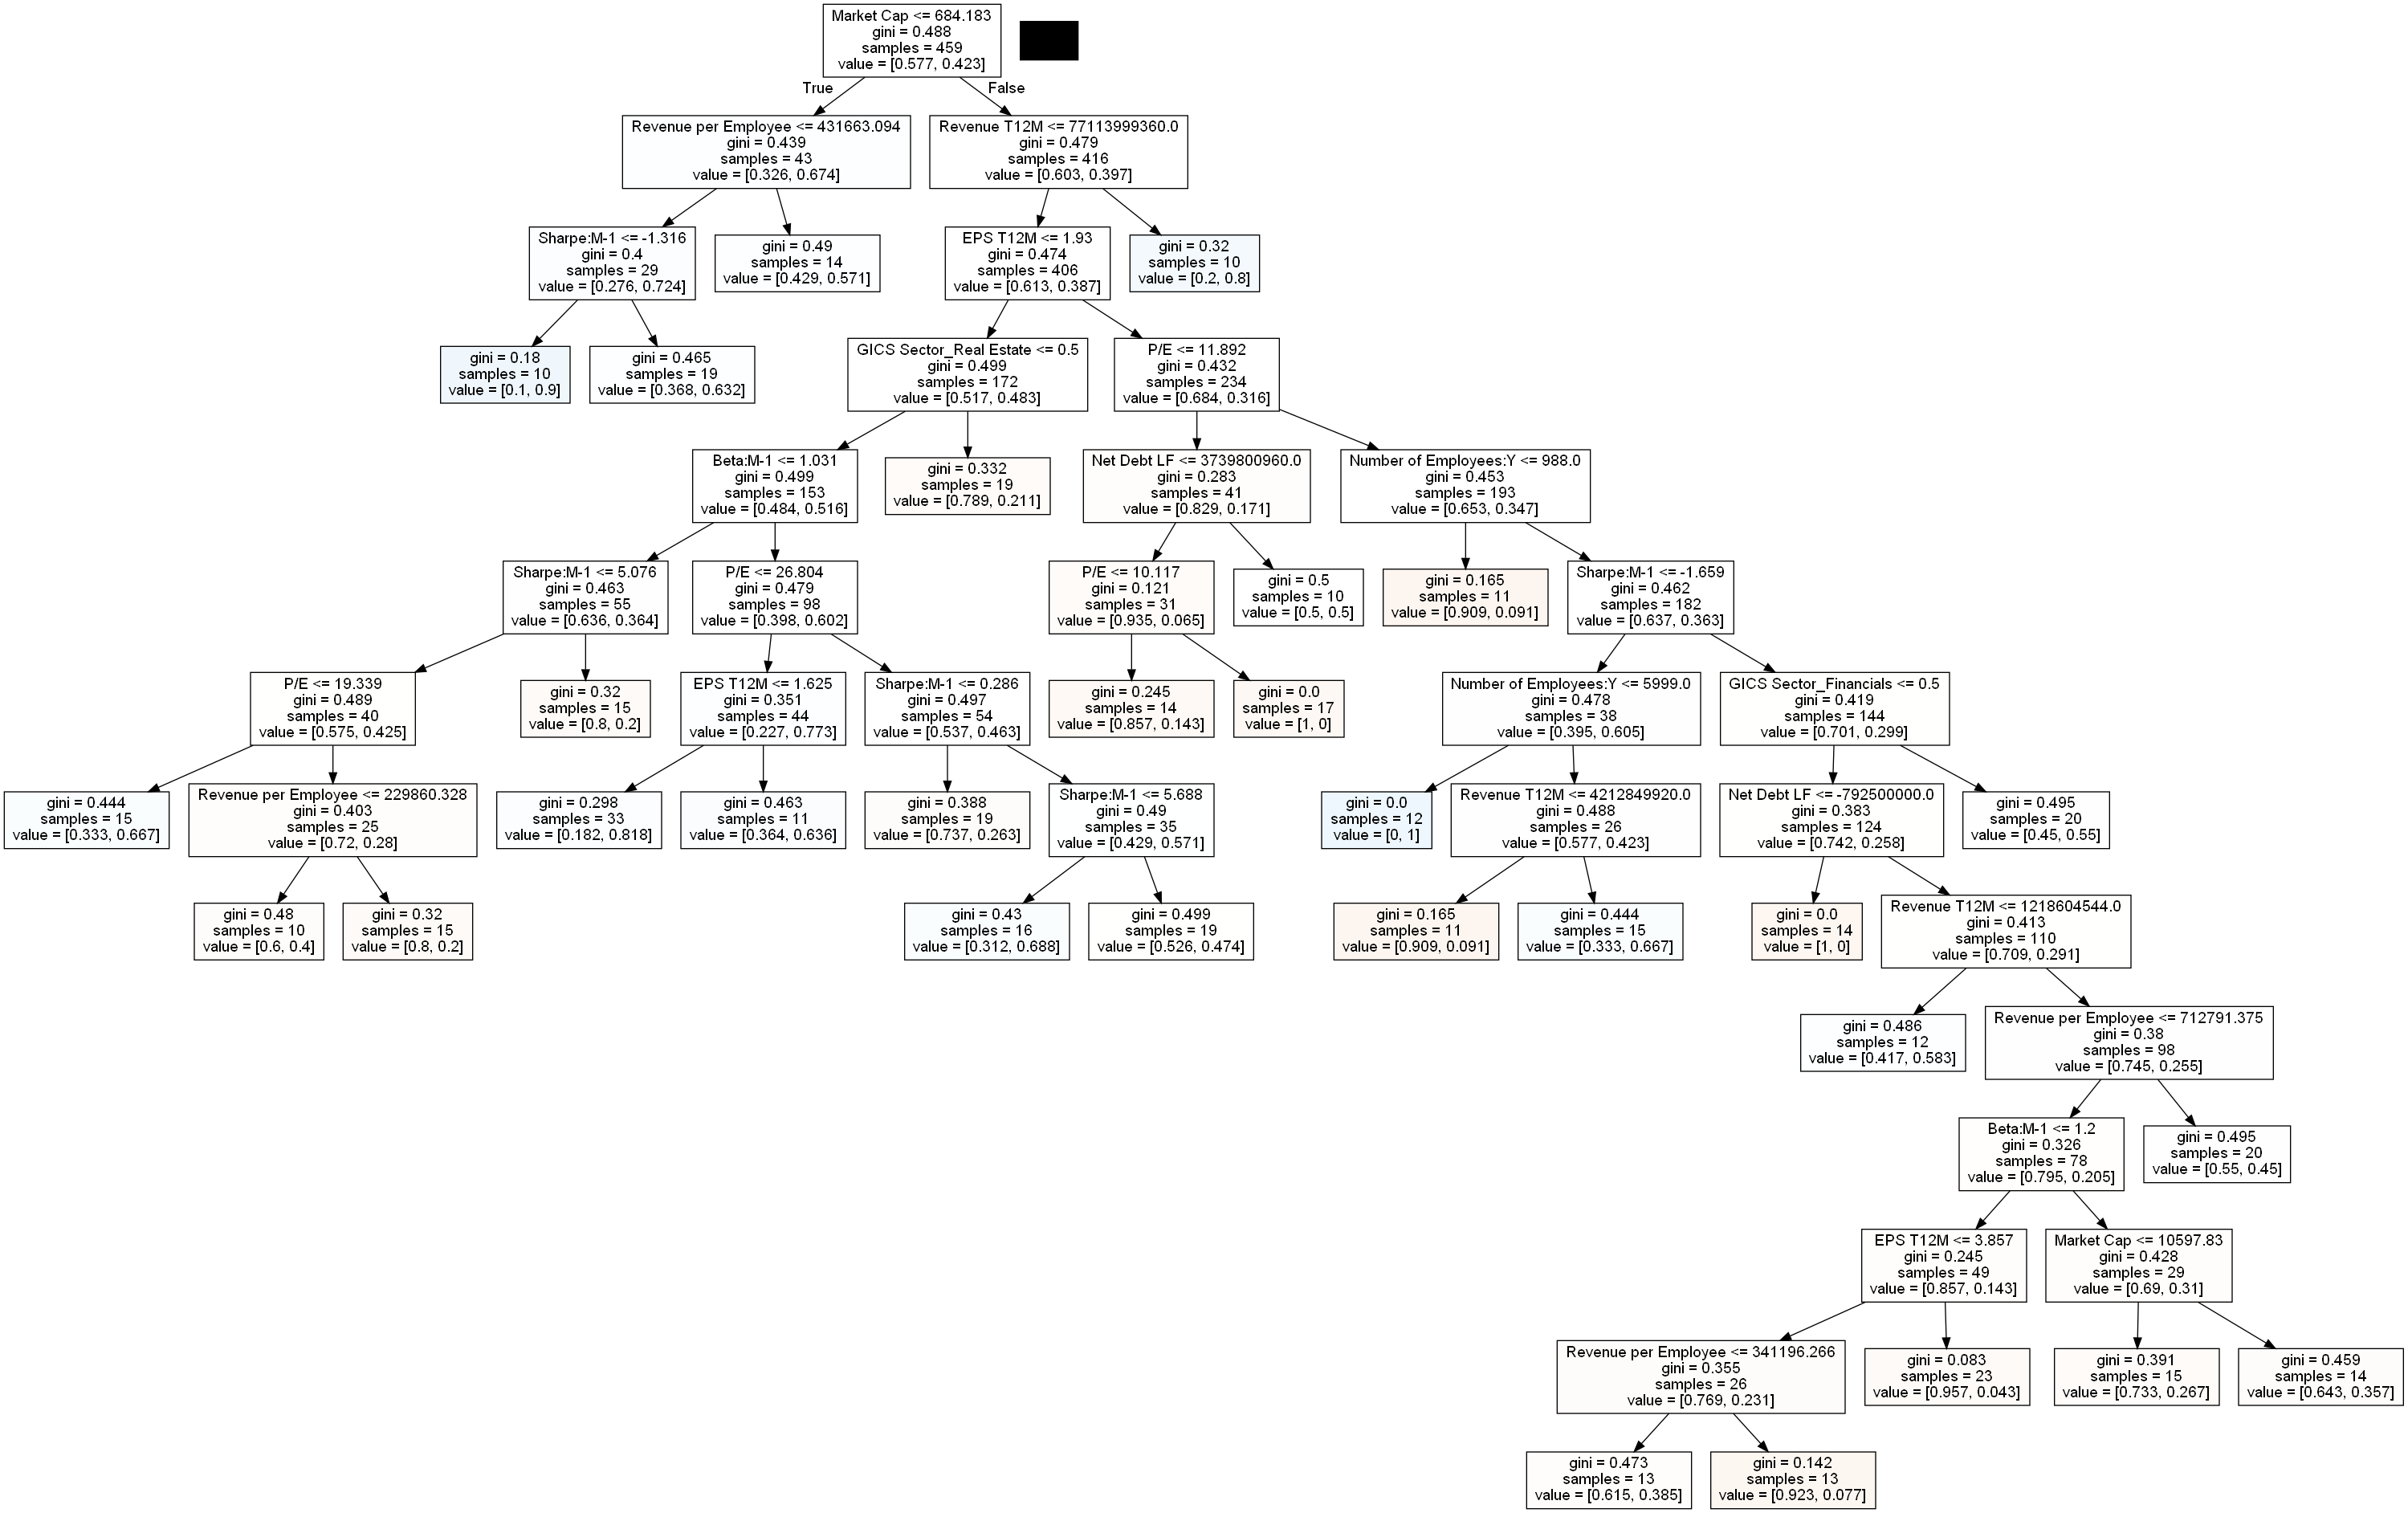 Market Cap <= 684.183
gini = 0.488
samples = 459
value = [0.577, 0.423]
True
False
Revenue per Employee <= 431663.094
gini = 0.439
samples = 43
value = [0.326, 0.674]
Revenue T12M <= 77113999360.0
gini = 0.479
samples = 416
value = [0.603, 0.397]
Sharpe:M-1 <= -1.316
gini = 0.4
samples = 29
value = [0.276, 0.724]
gini = 0.49
samples = 14
value = [0.429, 0.571]
EPS T12M <= 1.93
gini = 0.474
samples = 406
value = [0.613, 0.387]
gini = 0.32
samples = 10
value = [0.2, 0.8]
gini = 0.18
samples = 10
value = [0.1, 0.9]
gini = 0.465
samples = 19
value = [0.368, 0.632]
GICS Sector_Real Estate <= 0.5
gini = 0.499
samples = 172
value = [0.517, 0.483]
P/E <= 11.892
gini = 0.432
samples = 234
value = [0.684, 0.316]
Beta:M-1 <= 1.031
gini = 0.499
samples = 153
value = [0.484, 0.516]
gini = 0.332
samples = 19
value = [0.789, 0.211]
Net Debt LF <= 3739800960.0
gini = 0.283
samples = 41
value = [0.829, 0.171]
Number of Employees:Y <= 988.0
gini = 0.453
samples = 193
value = [0.653, 0.347]
Sharpe:M-1 <= 5.076
gini = 0.463
samples = 55
value = [0.636, 0.364]
P/E <= 26.804
gini = 0.479
samples = 98
value = [0.398, 0.602]
P/E <= 10.117
gini = 0.121
samples = 31
value = [0.935, 0.065]
gini = 0.5
samples = 10
value = [0.5, 0.5]
gini = 0.165
samples = 11
value = [0.909, 0.091]
Sharpe:M-1 <= -1.659
gini = 0.462
samples = 182
value = [0.637, 0.363]
P/E <= 19.339
gini = 0.489
samples = 40
value = [0.575, 0.425]
gini = 0.32
samples = 15
value = [0.8, 0.2]
EPS T12M <= 1.625
gini = 0.351
samples = 44
value = [0.227, 0.773]
Sharpe:M-1 <= 0.286
gini = 0.497
samples = 54
value = [0.537, 0.463]
gini = 0.245
samples = 14
value = [0.857, 0.143]
gini = 0.0
samples = 17
value = [1, 0]
Number of Employees:Y <= 5999.0
gini = 0.478
samples = 38
value = [0.395, 0.605]
GICS Sector_Financials <= 0.5
gini = 0.419
samples = 144
value = [0.701, 0.299]
gini = 0.444
samples = 15
value = [0.333, 0.667]
Revenue per Employee <= 229860.328
gini = 0.403
samples = 25
value = [0.72, 0.28]
gini = 0.298
samples = 33
value = [0.182, 0.818]
gini = 0.463
samples = 11
value = [0.364, 0.636]
gini = 0.388
samples = 19
value = [0.737, 0.263]
Sharpe:M-1 <= 5.688
gini = 0.49
samples = 35
value = [0.429, 0.571]
gini = 0.0
samples = 12
value = [0, 1]
Revenue T12M <= 4212849920.0
gini = 0.488
samples = 26
value = [0.577, 0.423]
Net Debt LF <= -792500000.0
gini = 0.383
samples = 124
value = [0.742, 0.258]
gini = 0.495
samples = 20
value = [0.45, 0.55]
gini = 0.48
samples = 10
value = [0.6, 0.4]
gini = 0.32
samples = 15
value = [0.8, 0.2]
gini = 0.43
samples = 16
value = [0.312, 0.688]
gini = 0.499
samples = 19
value = [0.526, 0.474]
gini = 0.165
samples = 11
value = [0.909, 0.091]
gini = 0.444
samples = 15
value = [0.333, 0.667]
gini = 0.0
samples = 14
value = [1, 0]
Revenue T12M <= 1218604544.0
gini = 0.413
samples = 110
value = [0.709, 0.291]
gini = 0.486
samples = 12
value = [0.417, 0.583]
Revenue per Employee <= 712791.375
gini = 0.38
samples = 98
value = [0.745, 0.255]
Beta:M-1 <= 1.2
gini = 0.326
samples = 78
value = [0.795, 0.205]
gini = 0.495
samples = 20
value = [0.55, 0.45]
EPS T12M <= 3.857
gini = 0.245
samples = 49
value = [0.857, 0.143]
Market Cap <= 10597.83
gini = 0.428
samples = 29
value = [0.69, 0.31]
Revenue per Employee <= 341196.266
gini = 0.355
samples = 26
value = [0.769, 0.231]
gini = 0.083
samples = 23
value = [0.957, 0.043]
gini = 0.391
samples = 15
value = [0.733, 0.267]
gini = 0.459
samples = 14
value = [0.643, 0.357]
gini = 0.473
samples = 13
value = [0.615, 0.385]
gini = 0.142
samples = 13
value = [0.923, 0.077]